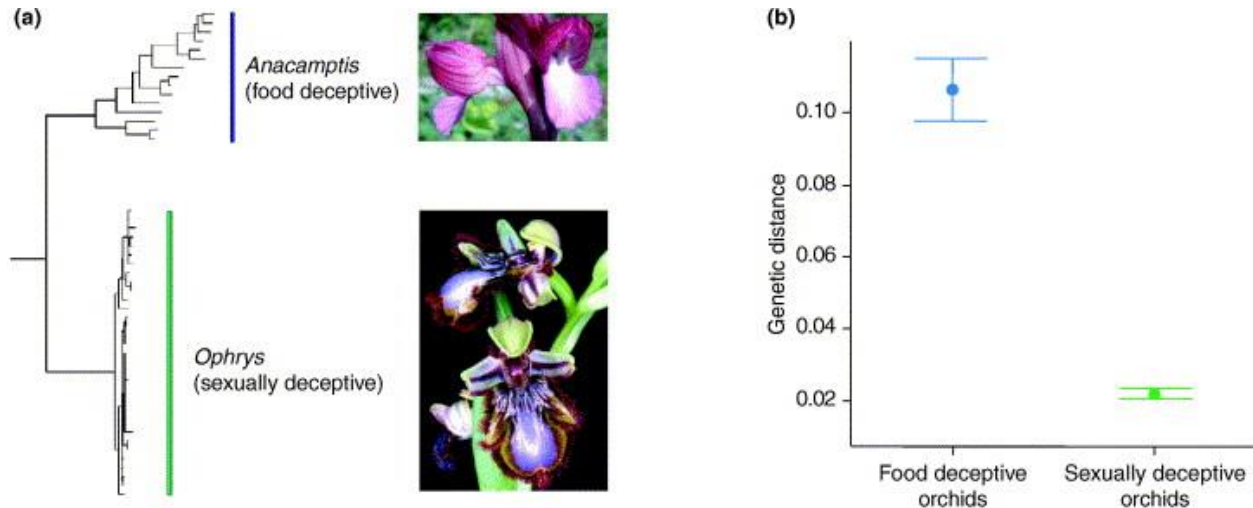 (a)
Anacamptis
(food deceptive)
Ophrys
(sexually deceptive)
(b)
Genetic distance
0.10
0.08
0.06
0.04
0.02
Food deceptive
orchids
Sexually deceptive
orchids